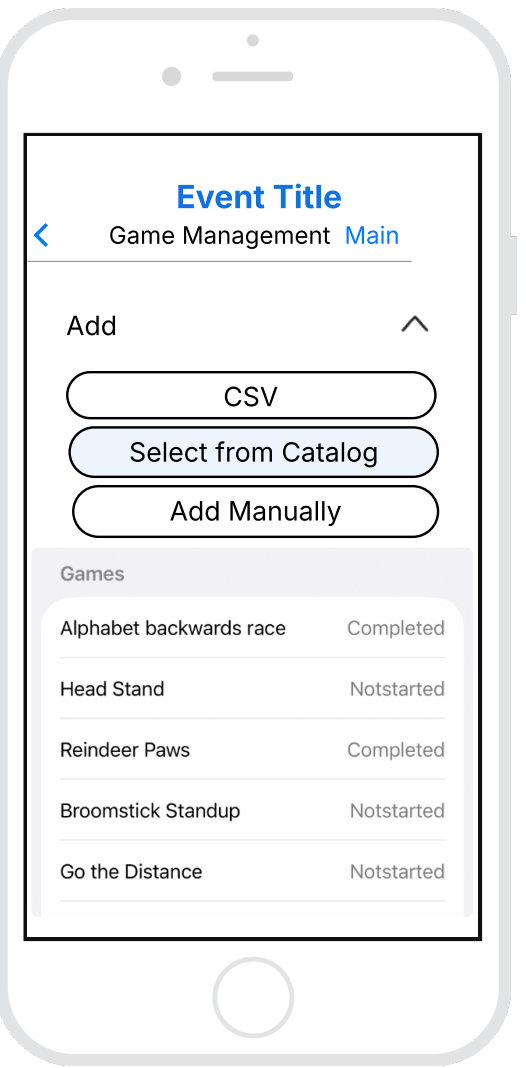 Event Title
Game Management Main
Add
CSV
Select from Catalog
Add Manually
Games
Alphabet backwards race Completed
Head Stand Notstarted
Reindeer Paws Completed
Broomstick Standup Notstarted
Go the Distance Notstarted